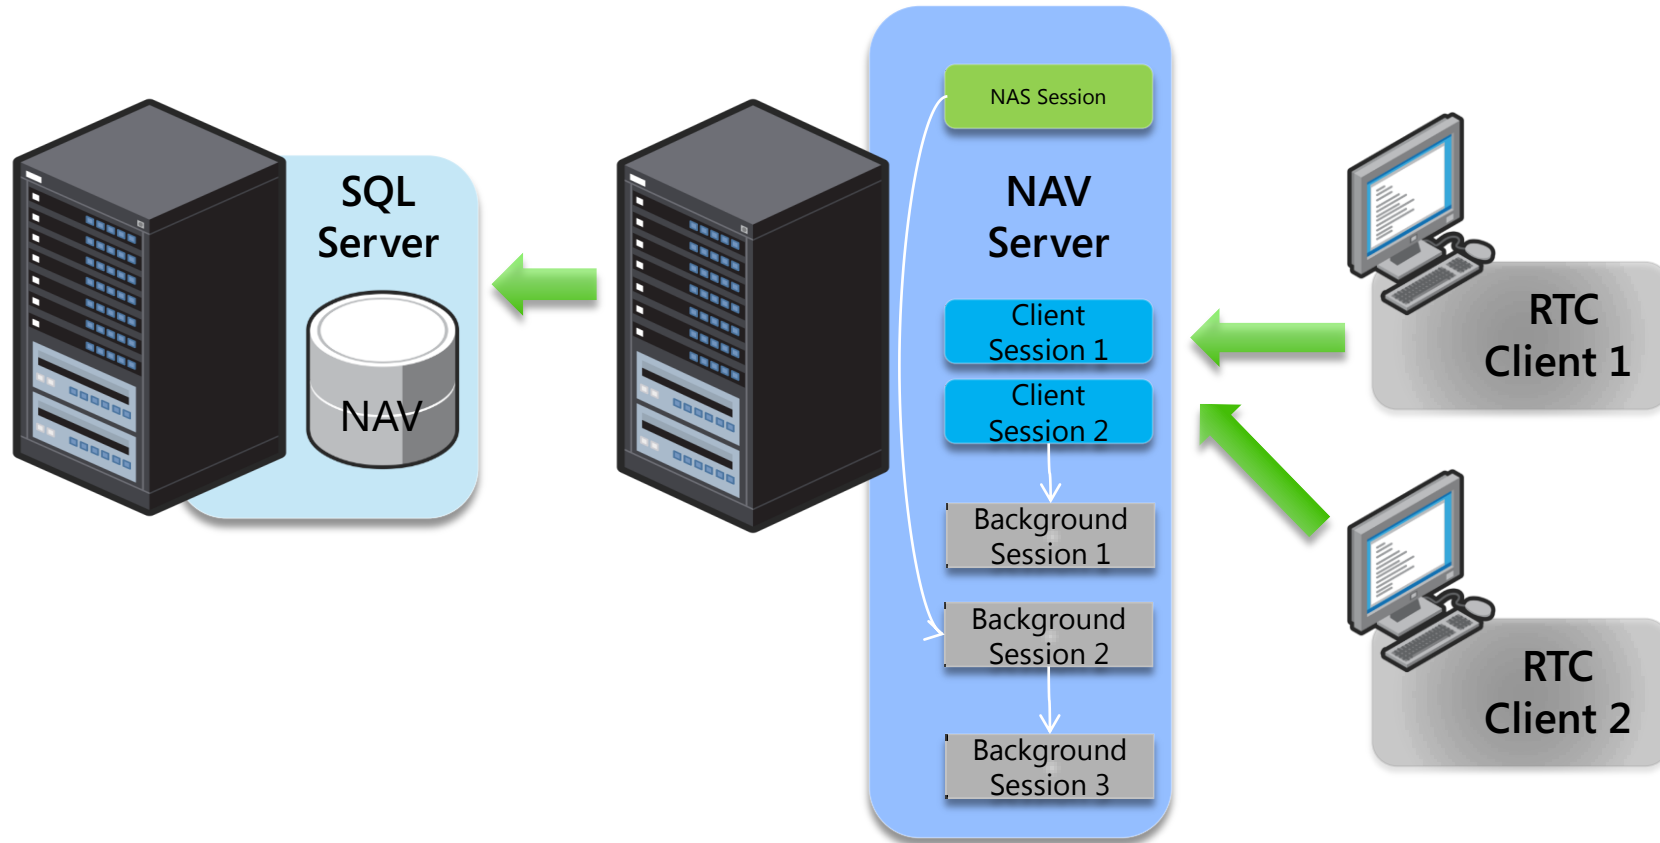 SQL
Server
NAV
NAS Session
NAV
Server
Client
Session 1
Client
Session 2
Background
Session 1
Background
Session 2
Background
Session 3
RTC
Client 1
RTC
Client 2